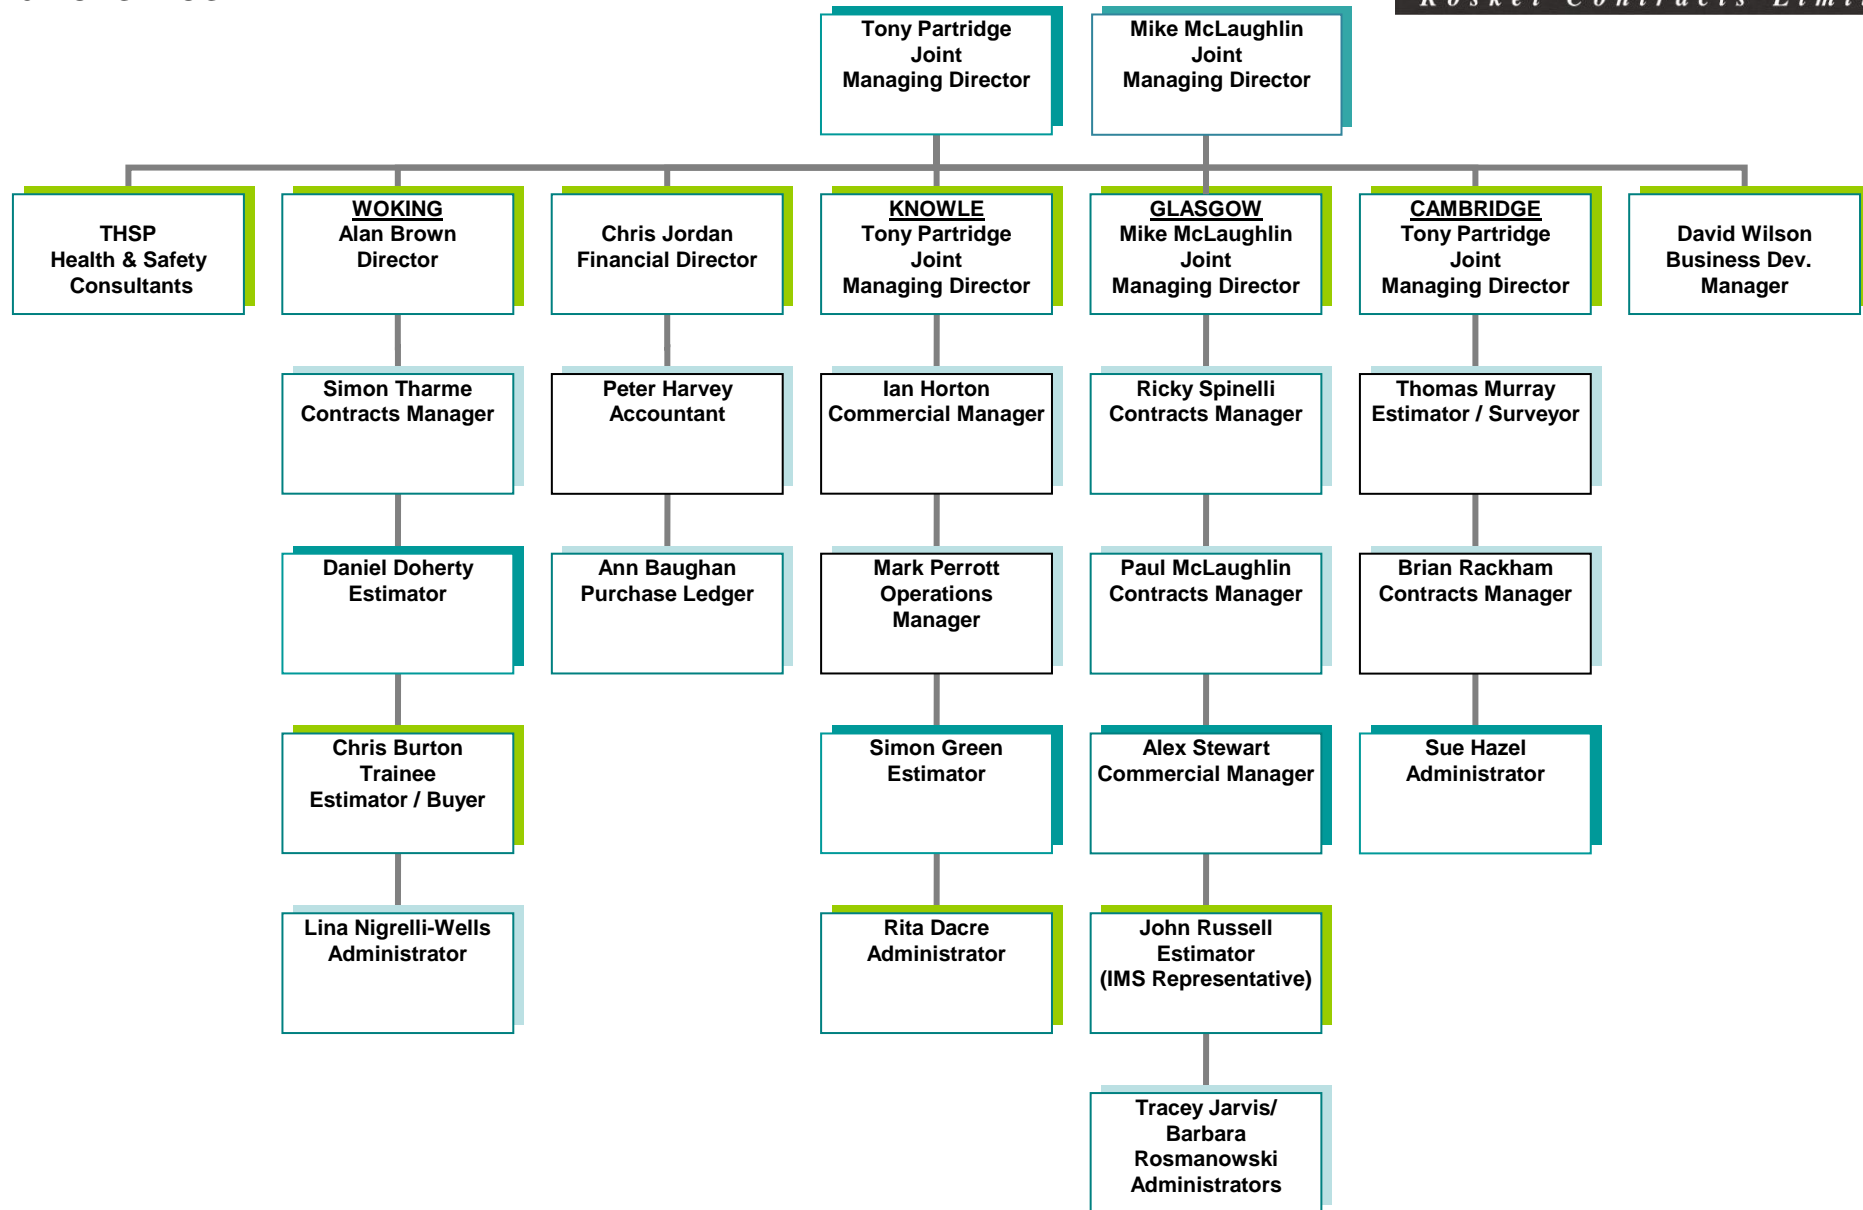 Tony Partridge
Joint
Managing Director
Mike McLaughlin
Joint
Managing Director
THSP
Health & Safety
Consultants
WOKING
Alan Brown
Director
Chris Jordan
Financial Director
KNOWLE
Tony Partridge
Joint
Managing Director
GLASGOW
Mike McLaughlin
Joint
Managing Director
CAMBRIDGE
Tony Partridge
Joint
Managing Director
David Wilson
Business Dev.
Manager
Simon Tharme
Contracts Manager
Peter Harvey
Accountant
Ian Horton
Commercial Manager
Ricky Spinelli
Contracts Manager
Thomas Murray
Estimator / Surveyor
Daniel Doherty
Estimator
Ann Baughan
Purchase Ledger
Mark Perrott
Operations
Manager
Paul McLaughlin
Contracts Manager
Brian Rackham
Contracts Manager
Chris Burton
Trainee
Estimator / Buyer
Simon Green
Estimator
Alex Stewart
Commercial Manager
Sue Hazel
Administrator
Lina Nigrelli-Wells
Administrator
Rita Dacre
Administrator
John Russell
Estimator
(IMS Representative)
Tracey Jarvis/
Barbara
Rosmanowski
Administrators